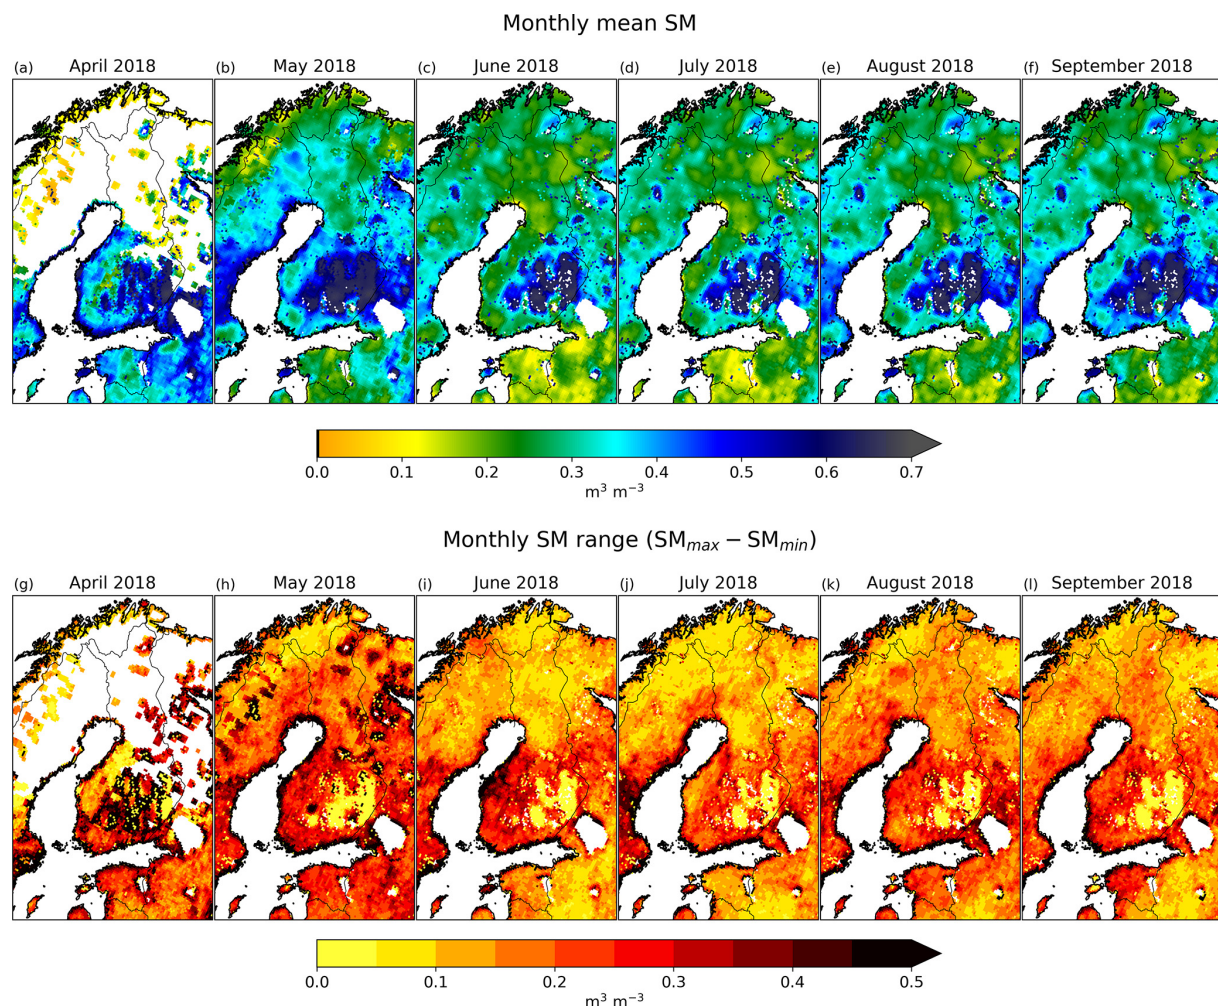 Monthly mean SM
(a) April 2018 (b) May 2018 (c) June 2018 (d) July 2018 (e) August 2018 (f) September 2018
0.0 0.1 0.2 0.3 0.4 0.5 0.6 0.7
m³ m⁻³
Monthly SM range (SMₘₐₓ − SMₘᵢₙ)
(g) April 2018 (h) May 2018 (i) June 2018 (j) July 2018 (k) August 2018 (l) September 2018
0.0 0.1 0.2 0.3 0.4 0.5
m³ m⁻³